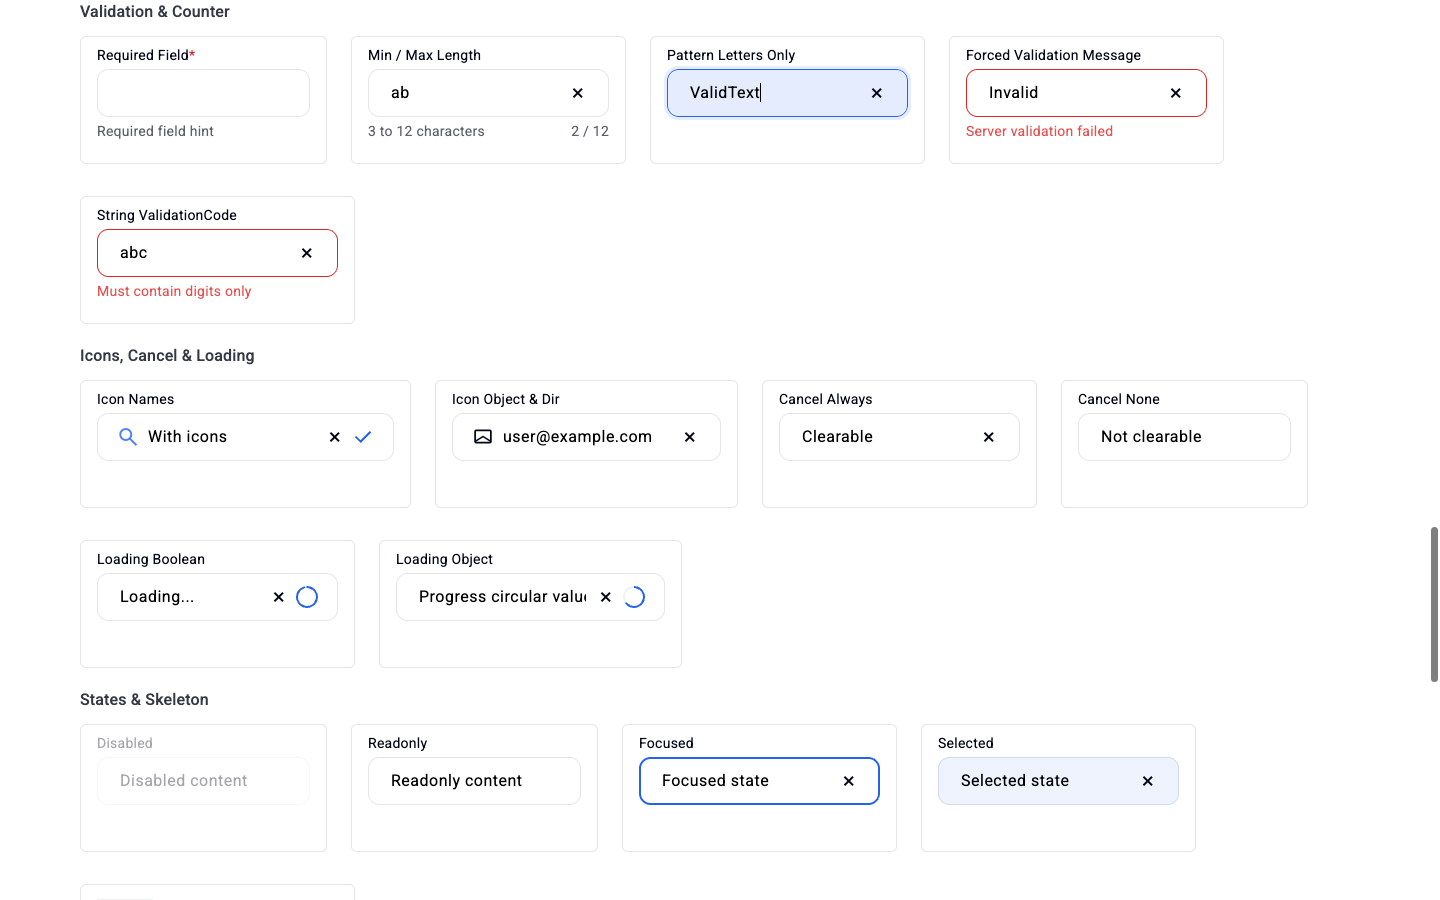 Validation & Counter
Required Field*
Required field hint
Min / Max Length
ab
3 to 12 characters
2 / 12
Pattern Letters Only
ValidText
Forced Validation Message
Invalid
Server validation failed
String ValidationCode
abc
Must contain digits only
Icons, Cancel & Loading
Icon Names
With icons
Icon Object & Dir
user@example.com
Cancel Always
Clearable
Cancel None
Not clearable
Loading Boolean
Loading...
Loading Object
Progress circular
States & Skeleton
Disabled
Disabled content
Readonly
Readonly content
Focused
Focused state
Selected
Selected state